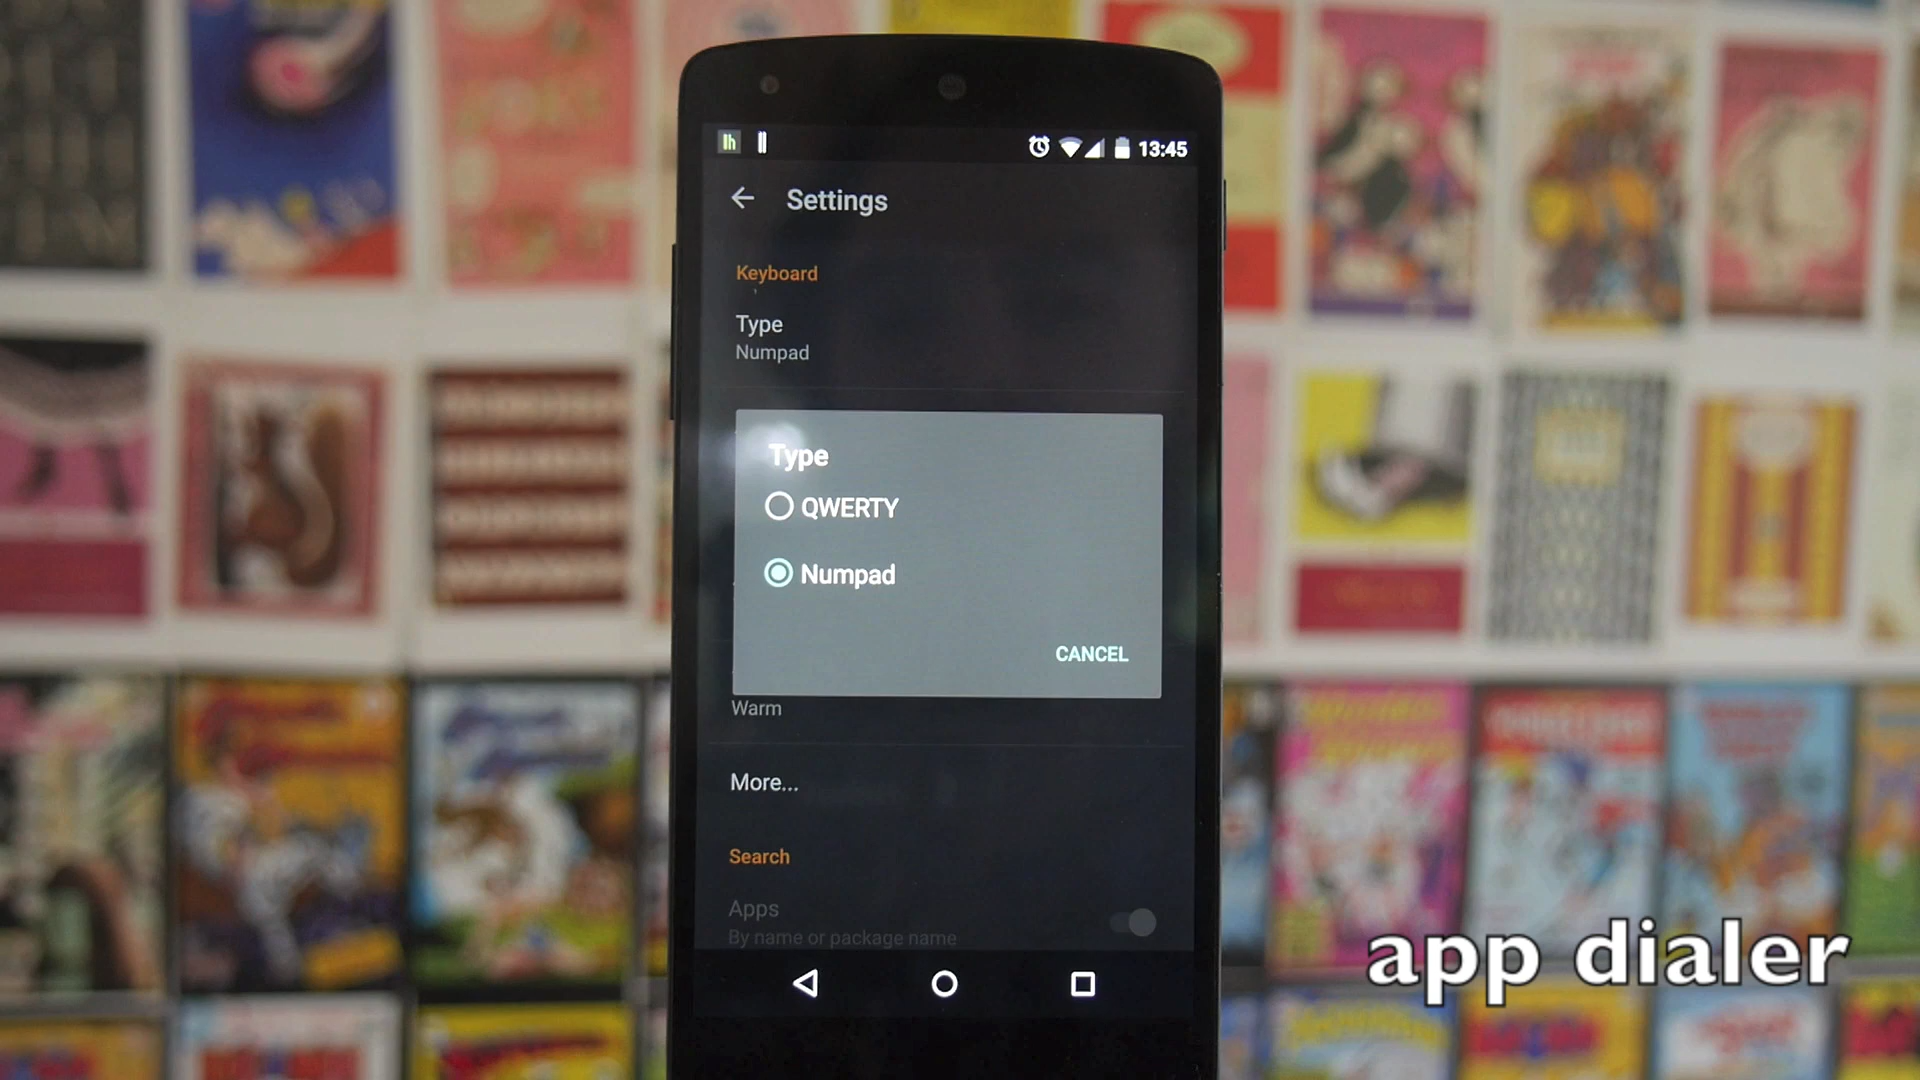 13:45
Settings
Keyboard
Type
Numpad
Type
QWERTY
Numpad
CANCEL
Warm
More...
Search
Apps
By name or package name
app dialer